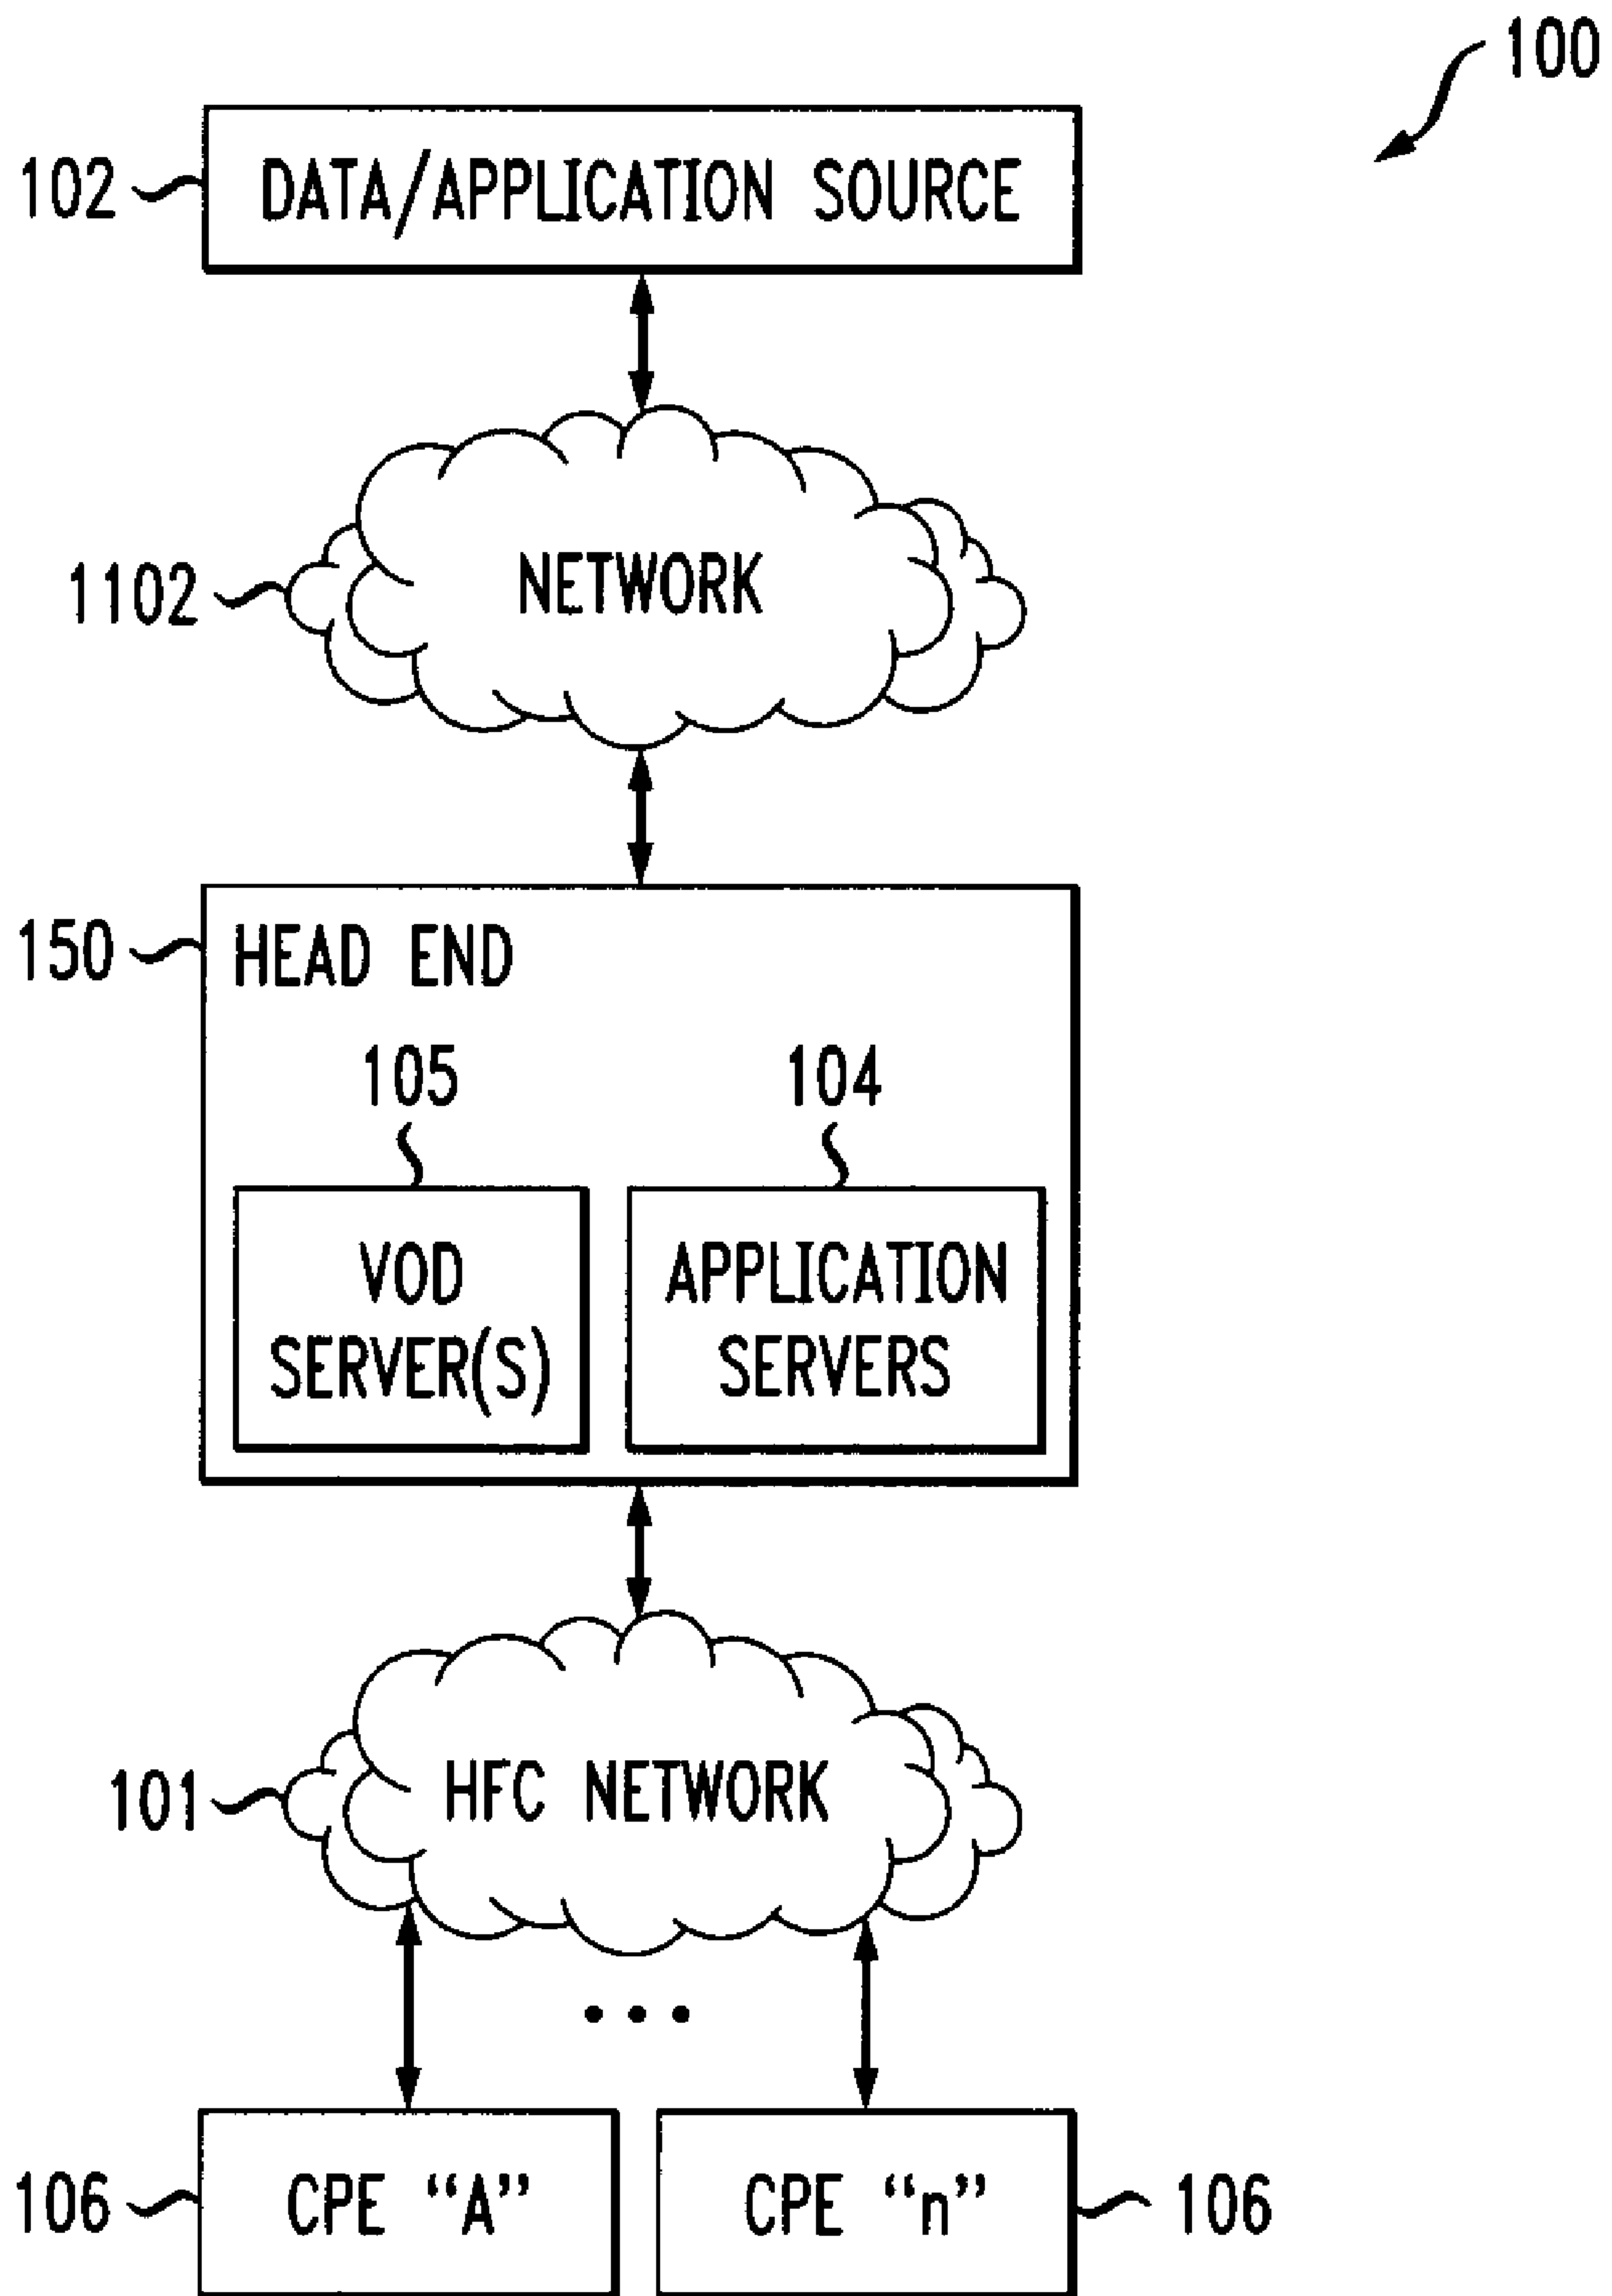 100
102
DATA/APPLICATION SOURCE
1102
NETWORK
150
HEAD END
105
104
VOD
SERVER(S)
APPLICATION
SERVERS
101
HFC NETWORK
106
CPE “A”
CPE “n”
106